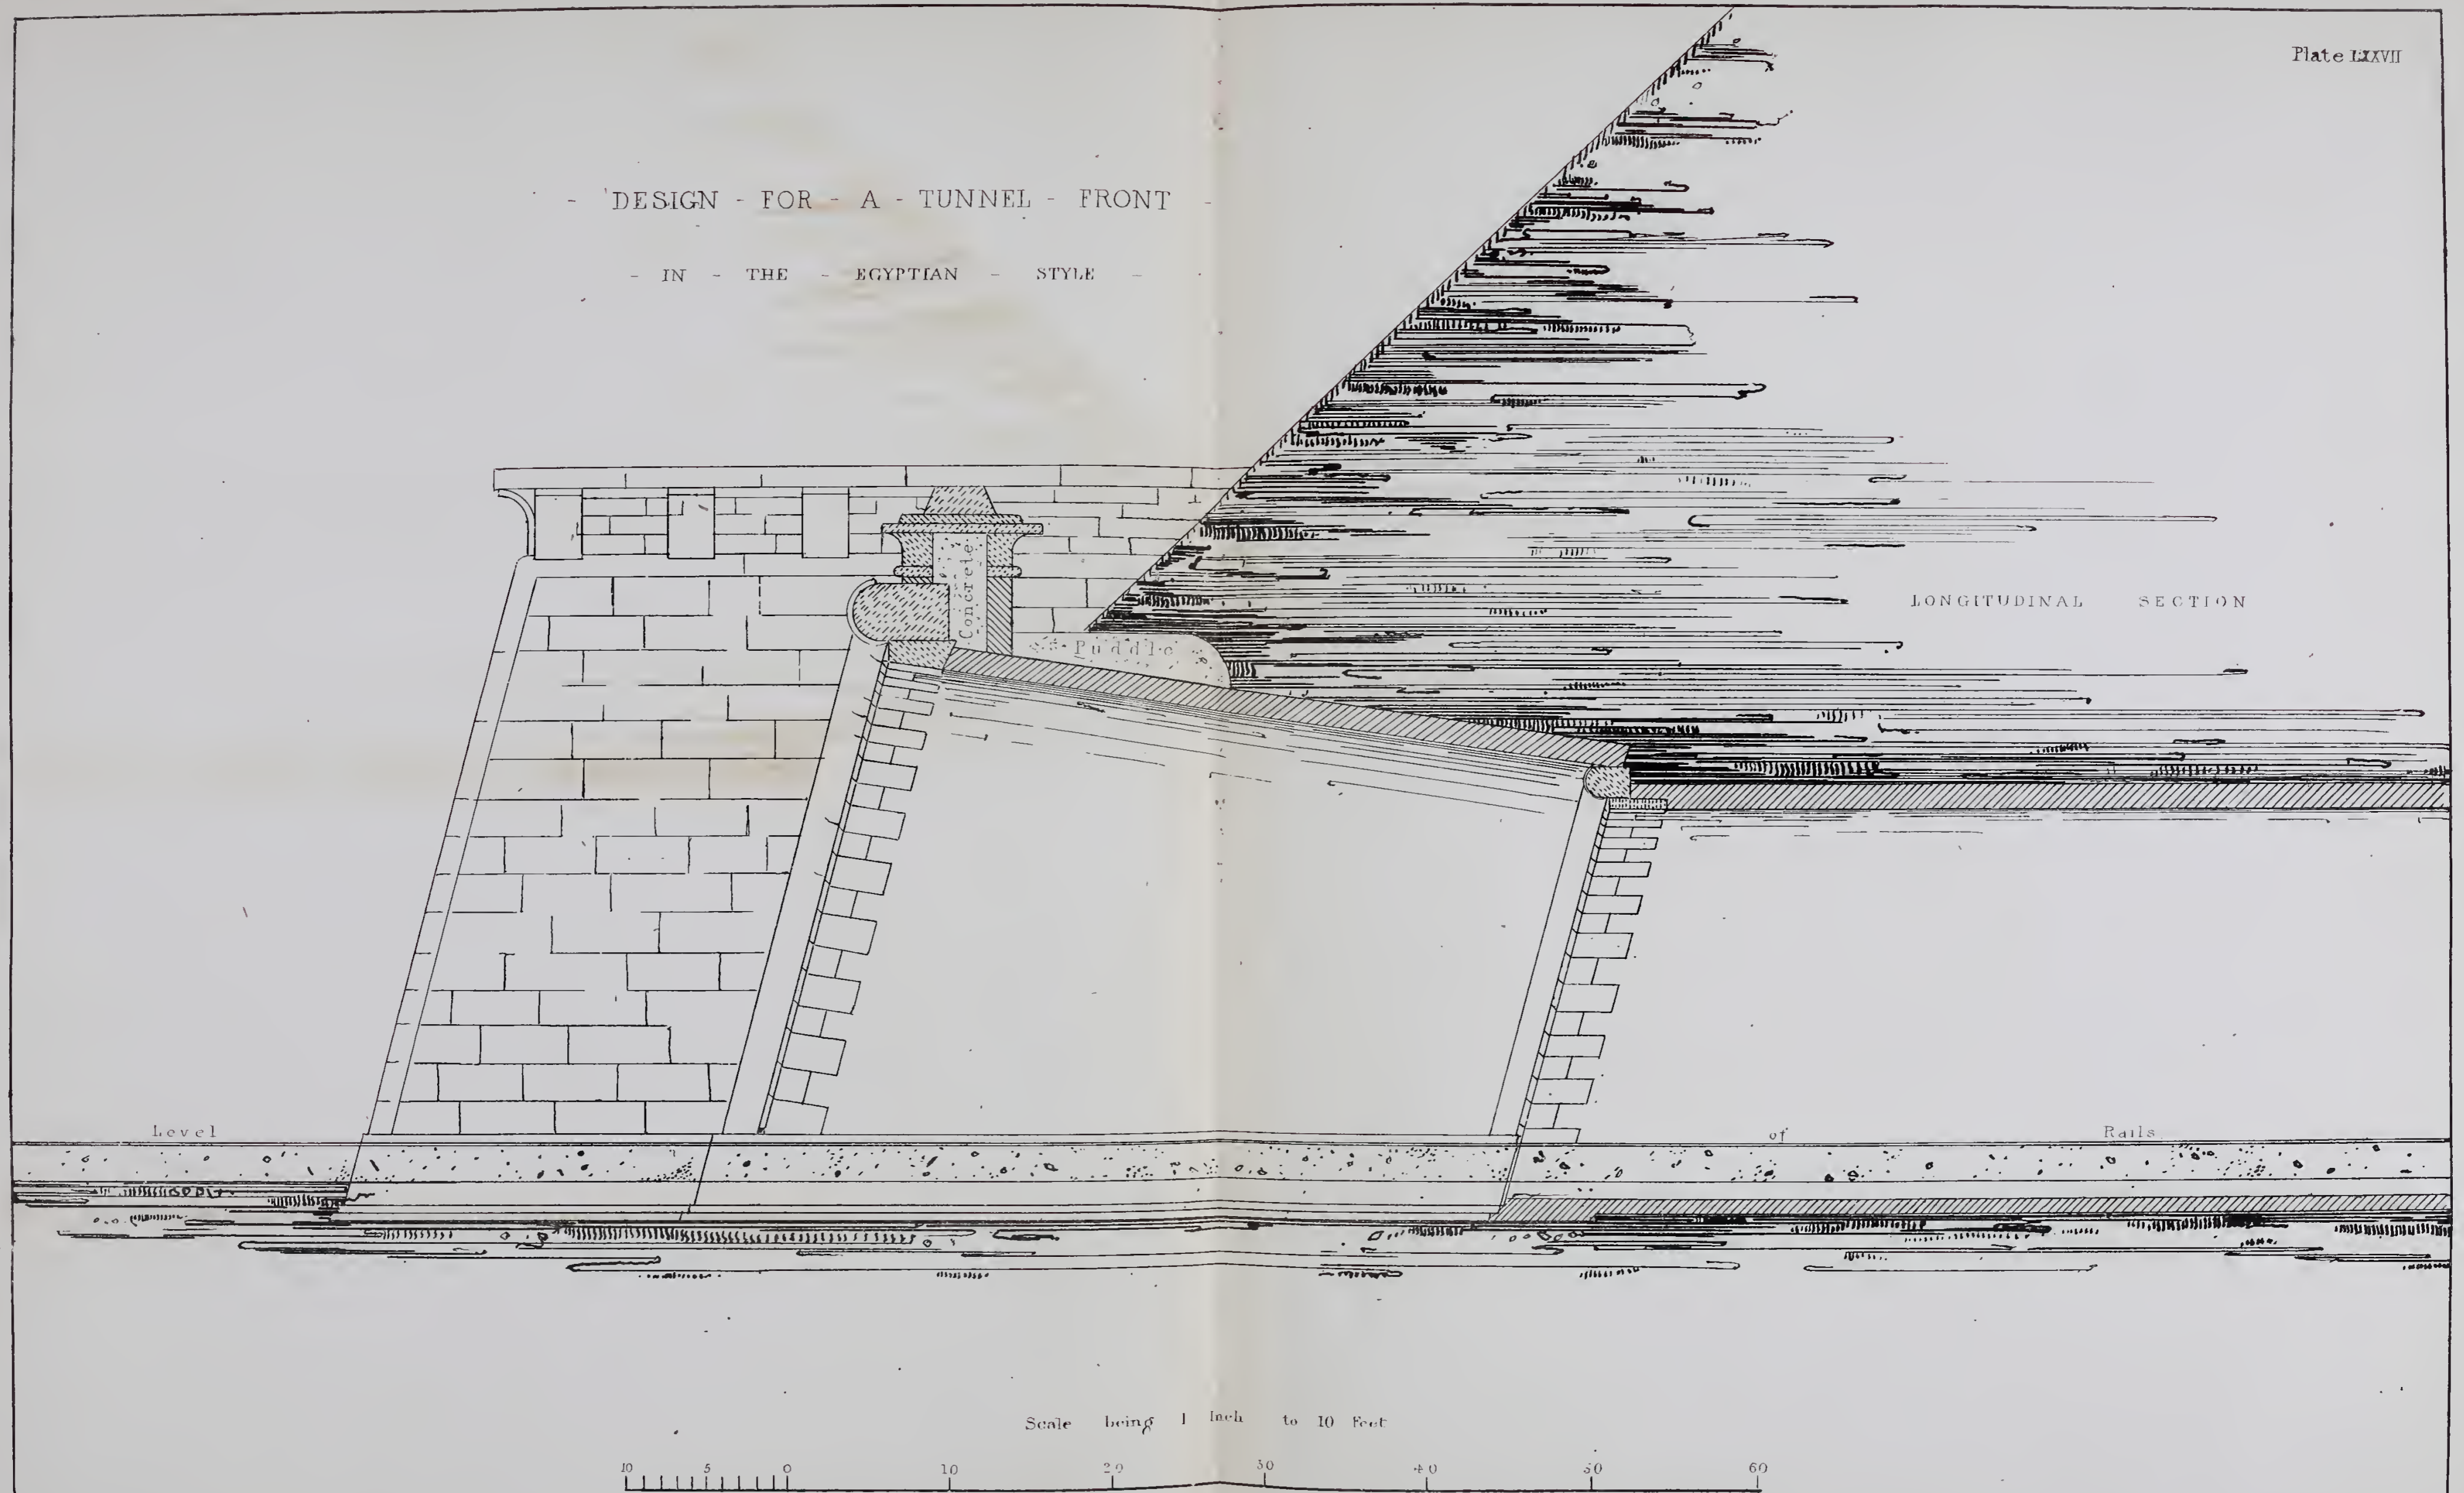 Plate LXXVII
- DESIGN - FOR - A - TUNNEL - FRONT -
- IN - THE - EGYPTIAN - STYLE -
Concrete
LONGITUDINAL SECTION
Puddle
Level of Rails
Scale being 1 Inch to 10 Feet
10 5 0 10 20 30 40 50 60